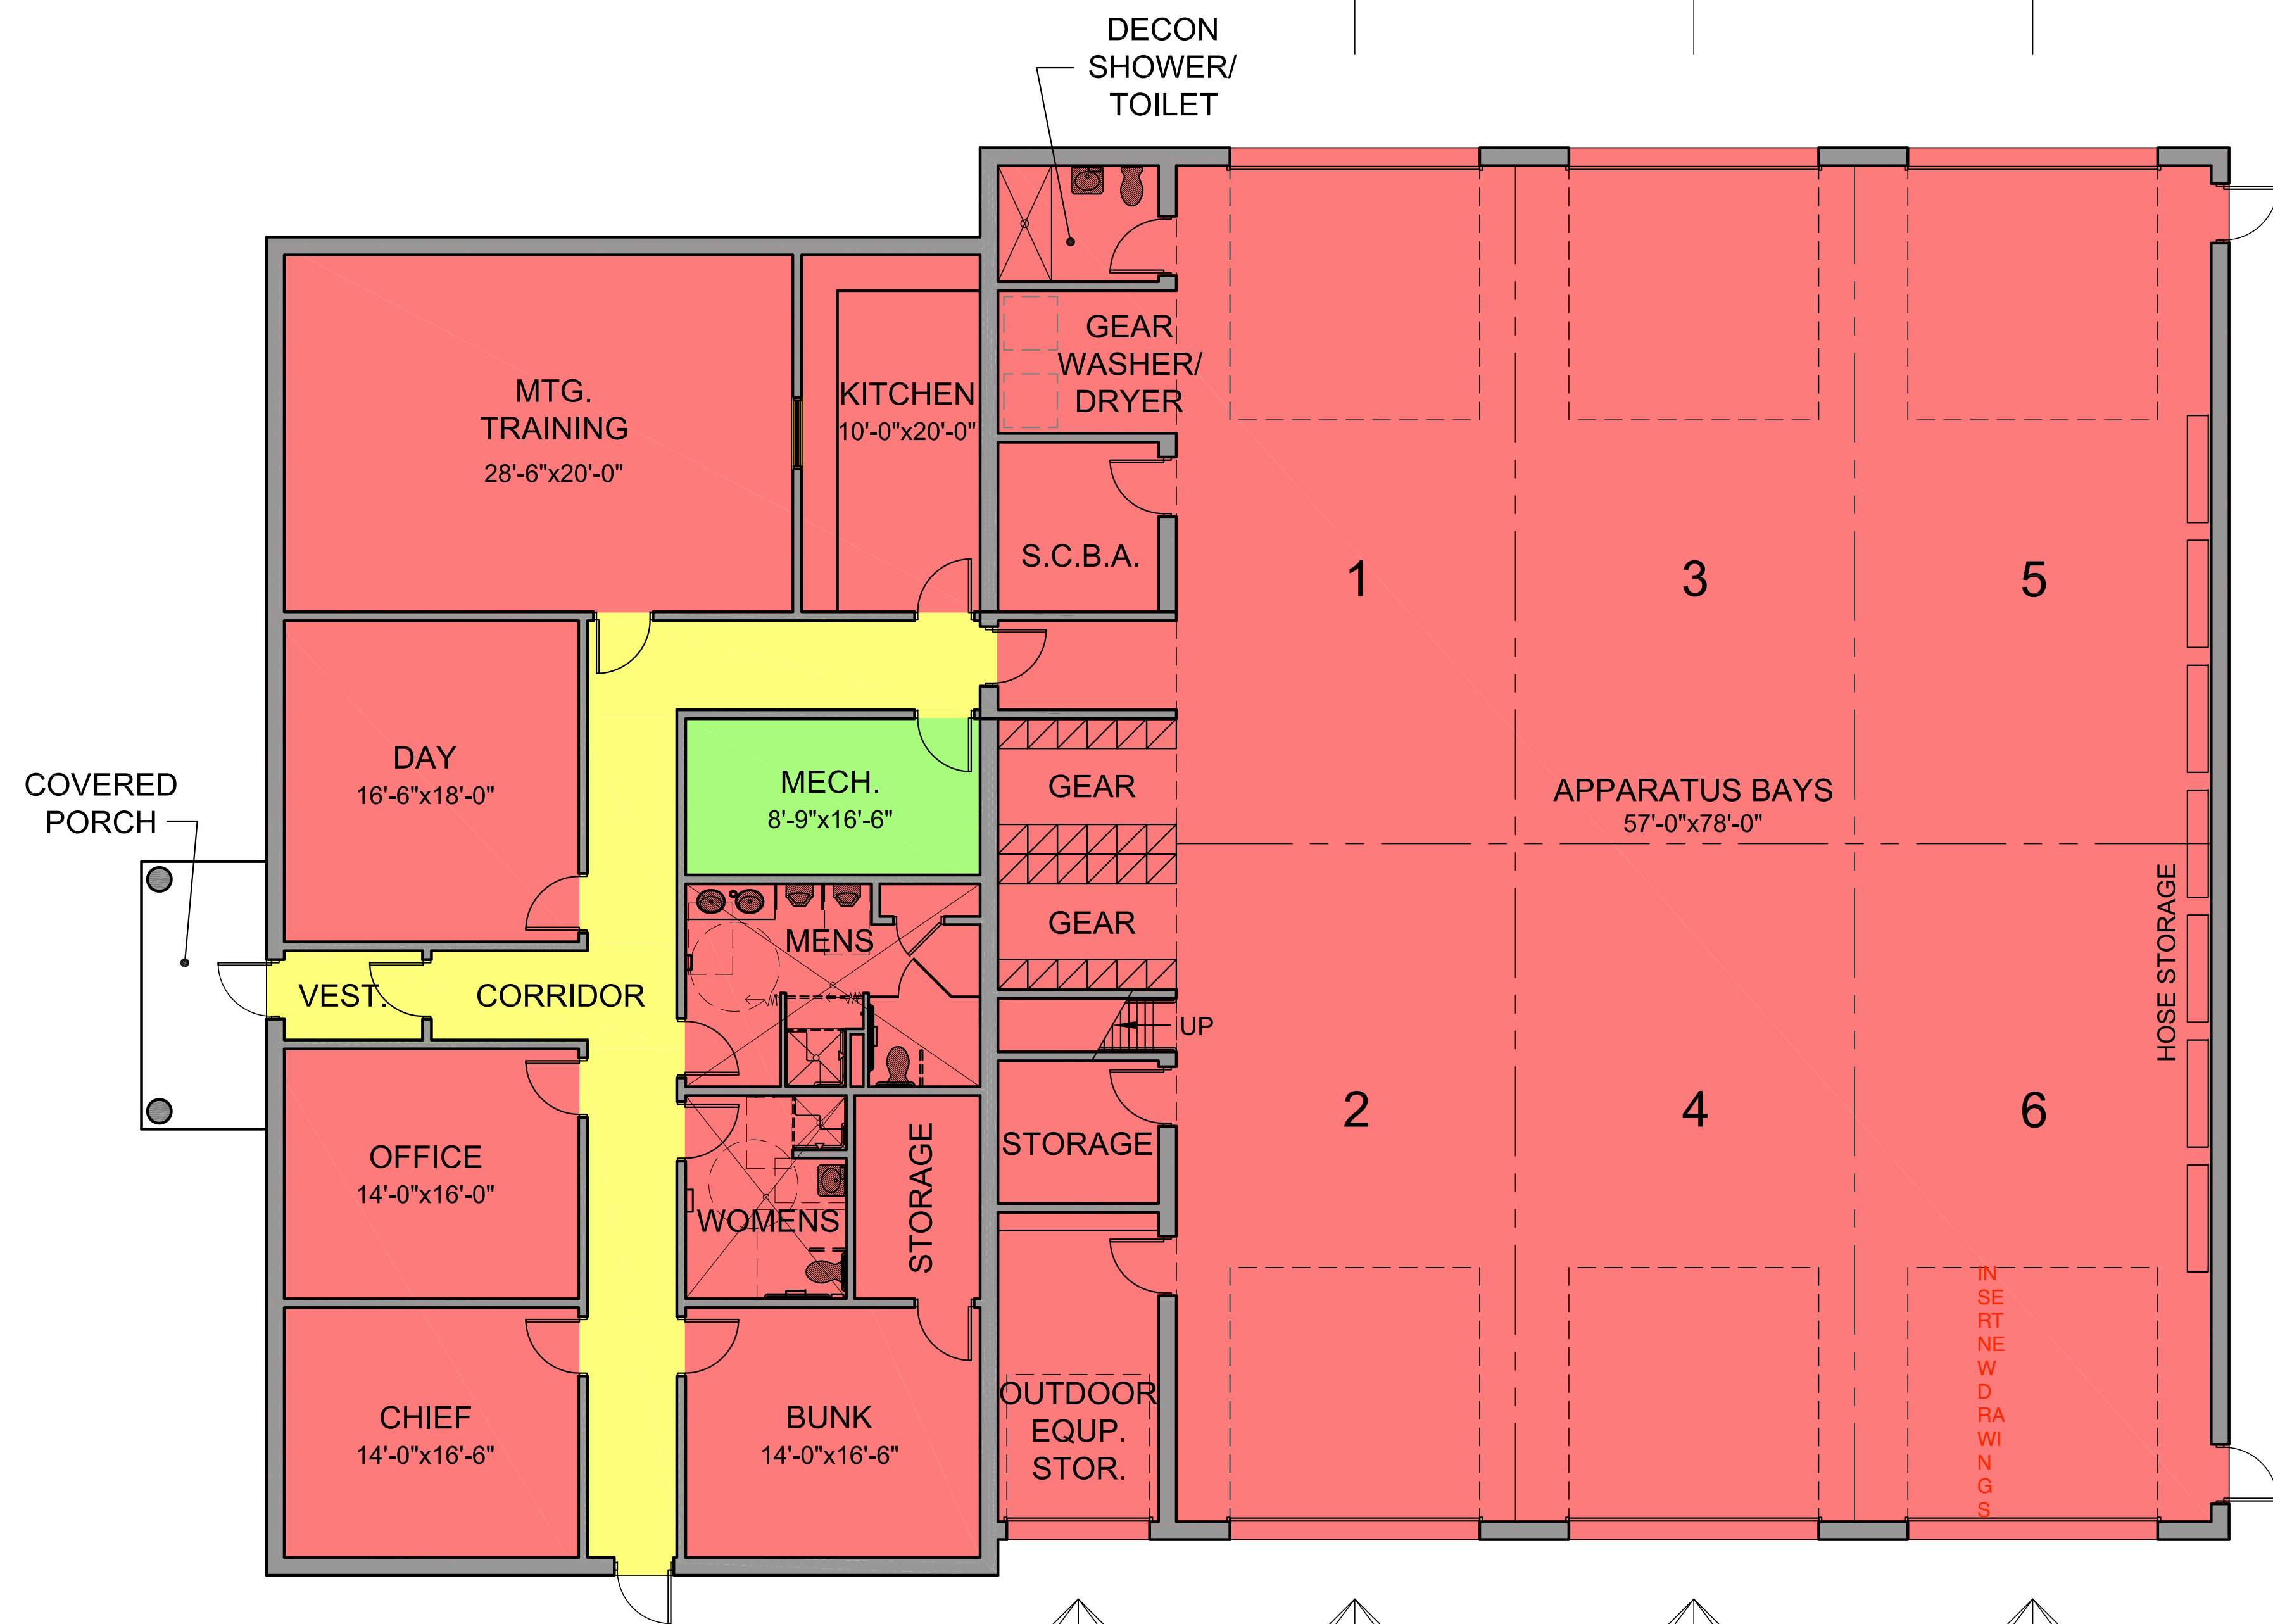 DECON
SHOWER/
TOILET
GEAR
WASHER/
DRYER
MTG.
TRAINING
28'-6"x20'-0"
KITCHEN
10'-0"x20'-0"
S.C.B.A.
1
3
5
DAY
16'-6"x18'-0"
MECH.
8'-9"x16'-6"
GEAR
APPARATUS BAYS
57'-0"x78'-0"
COVERED
PORCH
GEAR
MENS
HOSE STORAGE
VEST.
CORRIDOR
UP
OFFICE
14'-0"x16'-0"
WOMENS
STORAGE
STORAGE
2
4
6
CHIEF
14'-0"x16'-6"
BUNK
14'-0"x16'-6"
OUTDOOR
EQUP.
STOR.
IN
SE
RT
NE
W
D
RA
WI
N
G
S